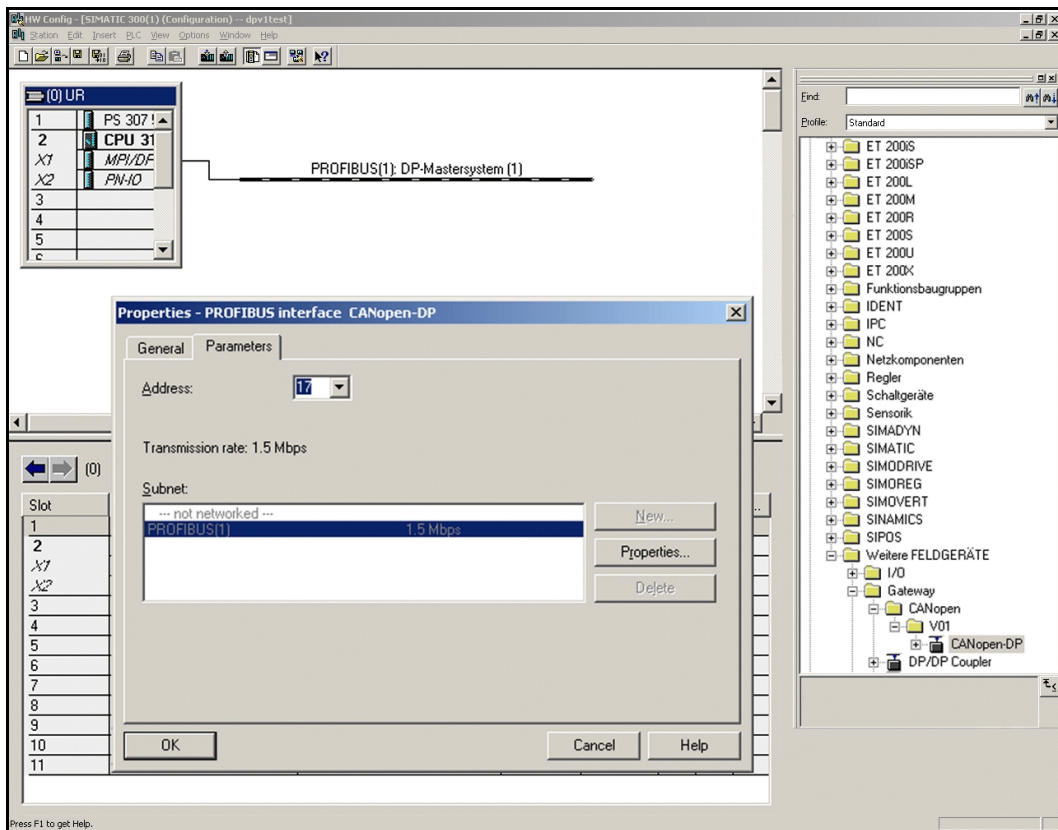 HW Config - [SIMATIC 300(1) (Configuration) -- dpv1test]
Station Edit Insert PLC View Options Window Help
(0) UR
1 PS 307
2 CPU 31
X1 MPI/DP
X2 PN-IO
3
4
5
PROFIBUS(1): DP-Mastersystem (1)
Find:
Profile: Standard
ET 200iS
ET 200iSP
ET 200L
ET 200M
ET 200R
ET 200S
ET 200U
ET 200X
Funktionsbaugruppen
IDENT
IPC
NC
Netzkomponenten
Regler
Schaltgeräte
Sensorik
SIMADYN
SIMATIC
SIMODRIVE
SIMOREG
SIMOVERT
SINAMICS
SIPOS
Weitere FELDGERÄTE
I/O
Gateway
CANopen
V01
CANopen-DP
DP/DP Coupler
(0)
Slot
...
1
2
X1
X2
3
4
5
6
7
8
9
10
11
Properties - PROFIBUS interface CANopen-DP
General Parameters
Address: 17
Transmission rate: 1.5 Mbps
Subnet:
--- not networked ---
PROFIBUS(1) 1.5 Mbps
New...
Properties...
Delete
OK Cancel Help
Press F1 to get Help.